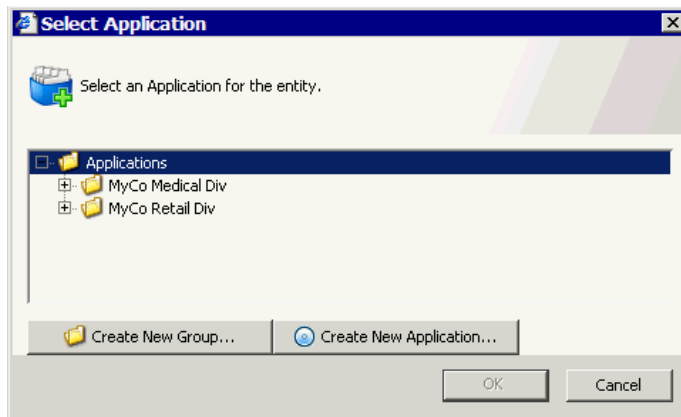 Select Application
Select an Application for the entity.
Applications
MyCo Medical Div
MyCo Retail Div
Create New Group... Create New Application...
OK Cancel